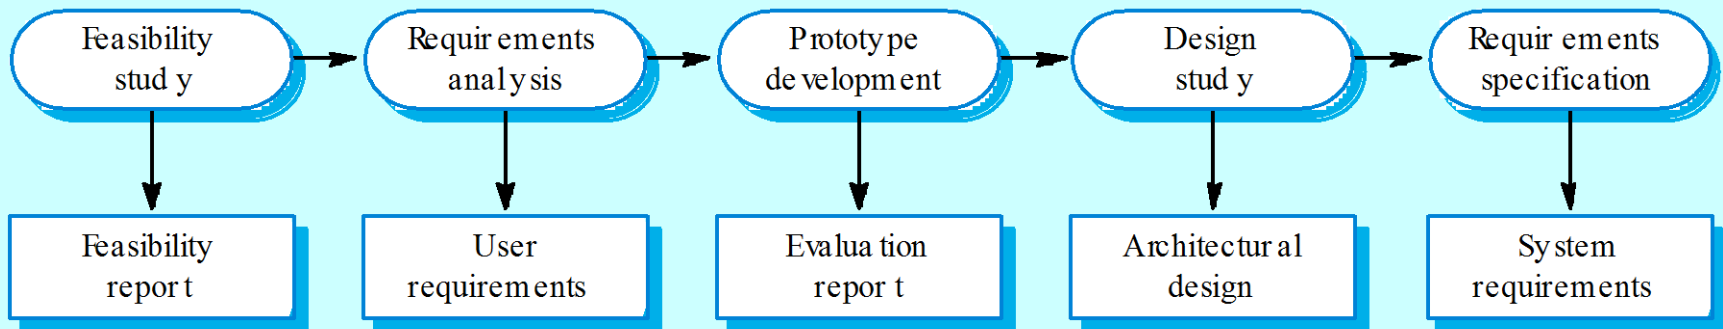 Feasibility
study
Requirements
analysis
Prototype
development
Design
study
Requirements
specification
Feasibility
report
User
requirements
Evaluation
report
Architectural
design
System
requirements